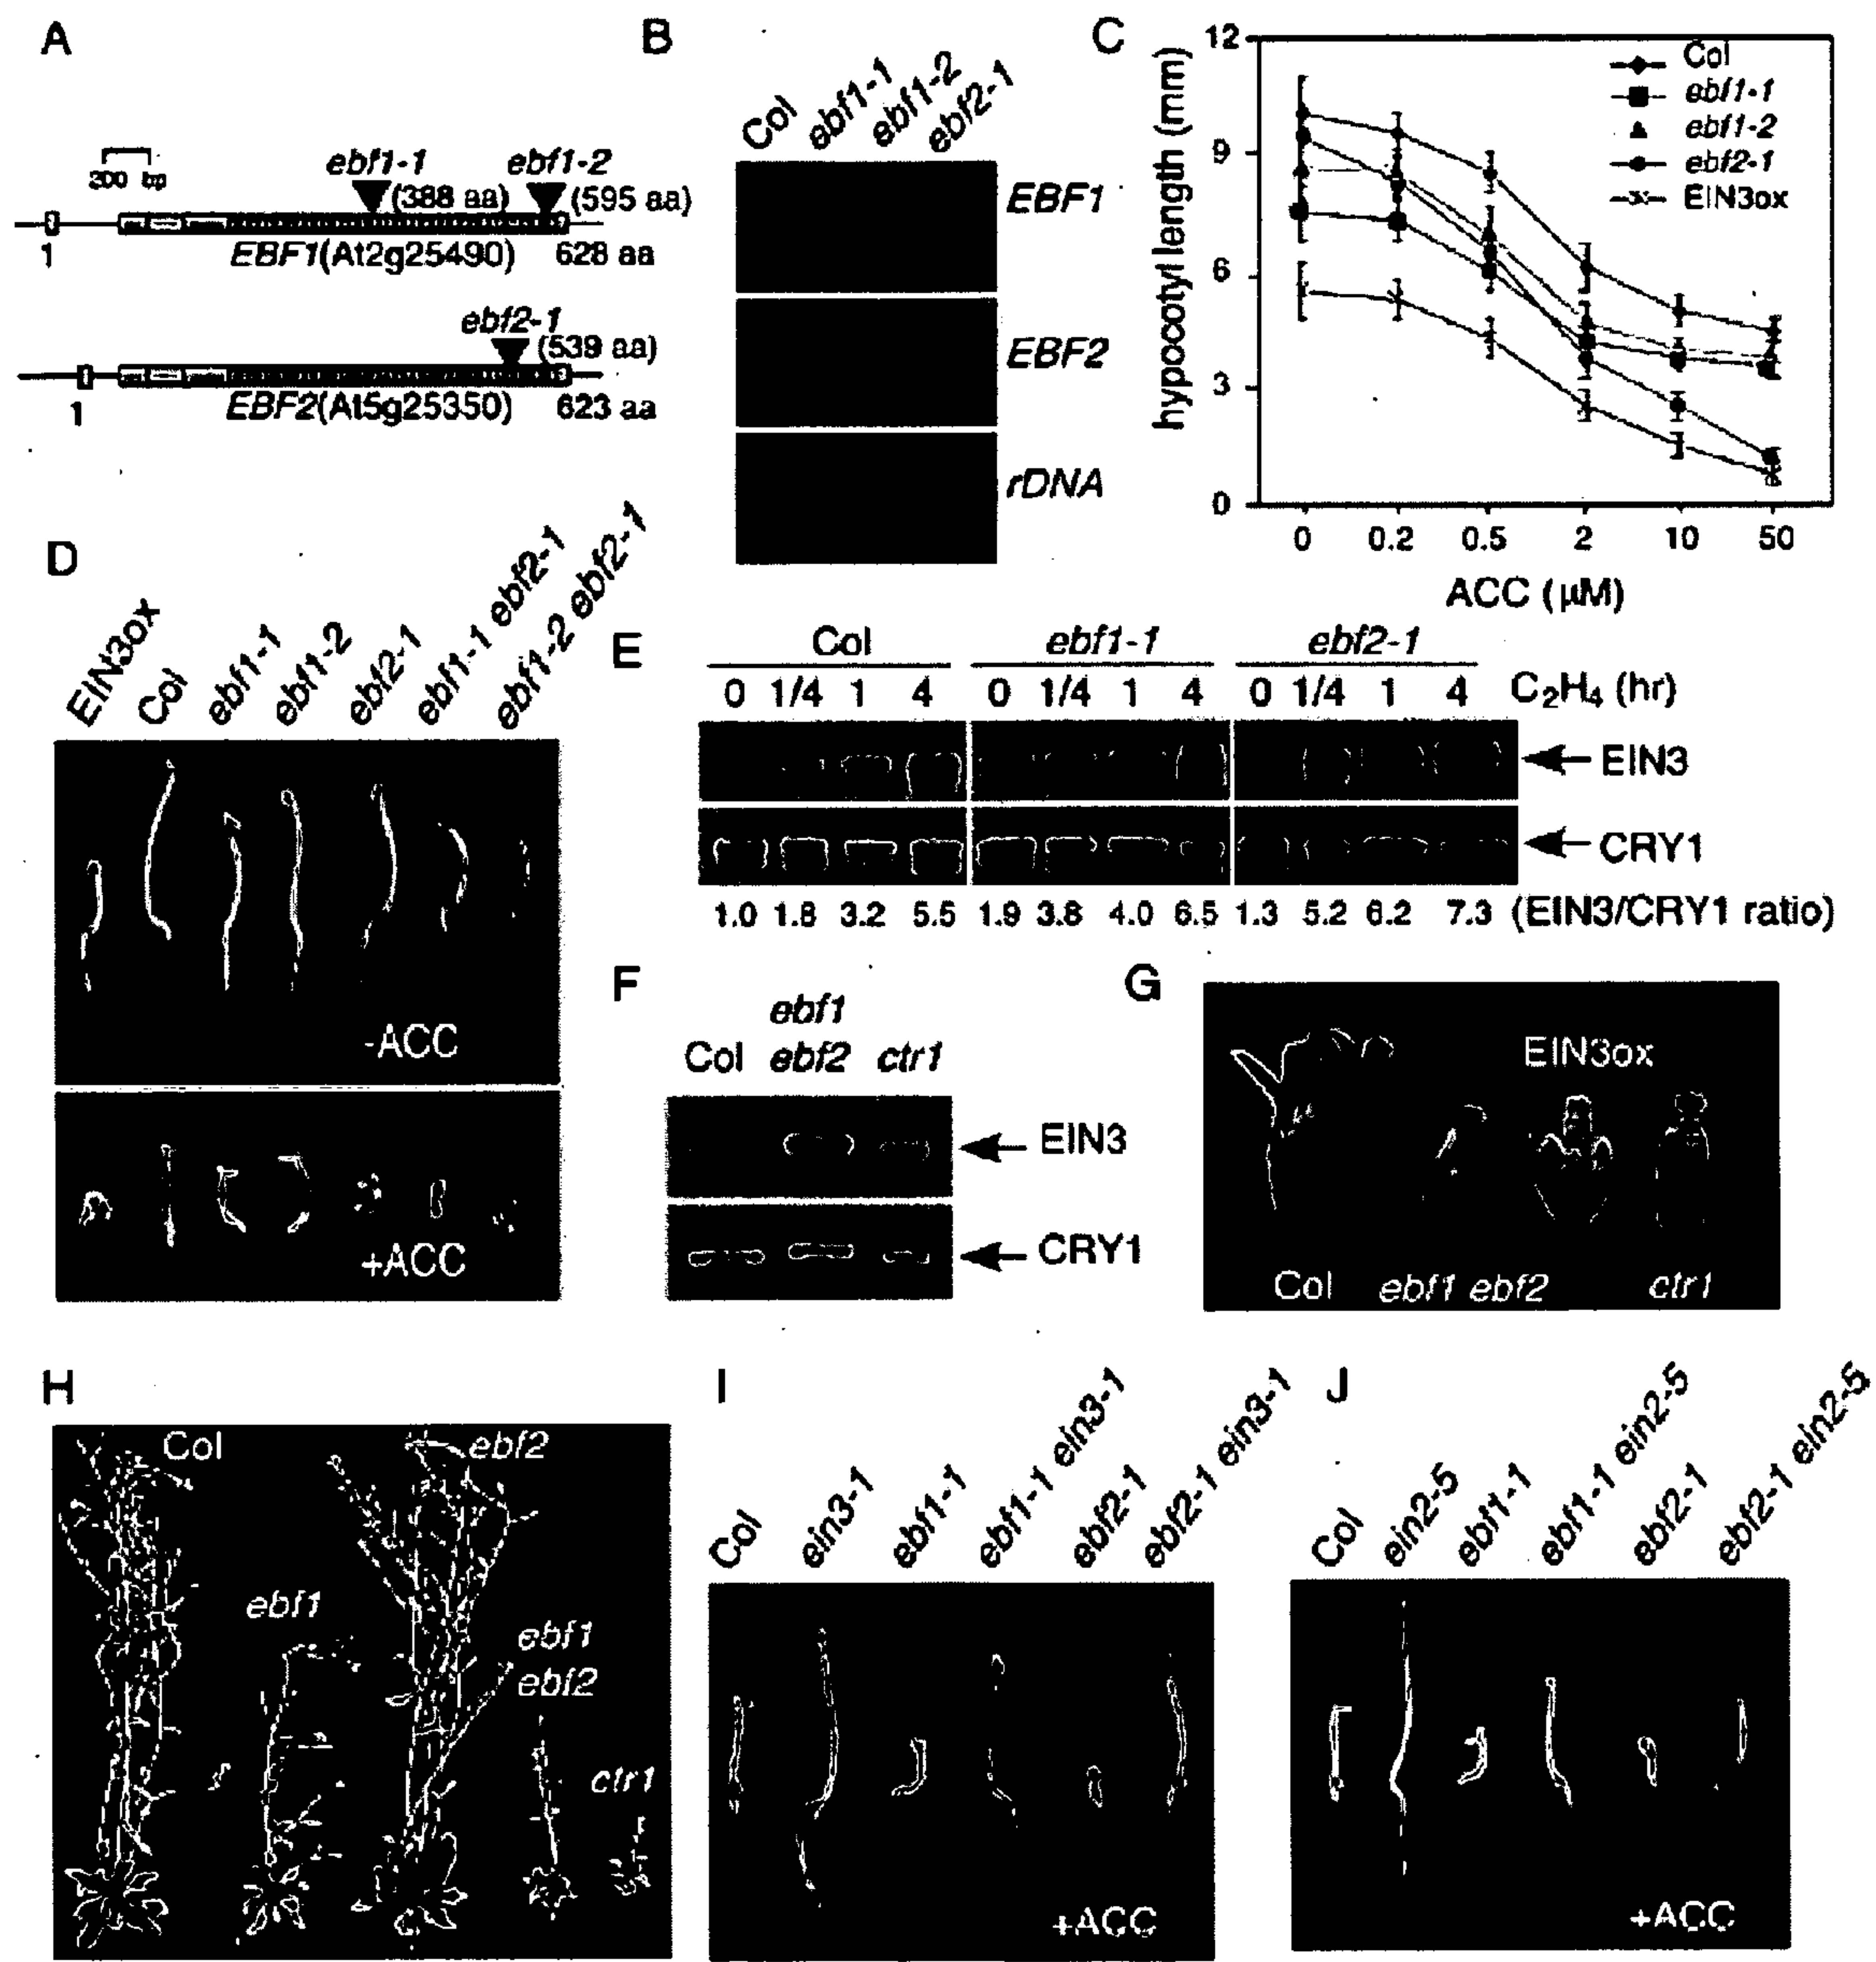 A
300 bp
ebf1-1
(388 aa)
ebf1-2
(595 aa)
1
EBF1(At2g25490)
628 aa
ebf2-1
(539 aa)
1
EBF2(At5g25350)
623 aa
B
Col
ebf1-1
ebf1-2
ebf2-1
EBF1
EBF2
rDNA
C
hypocotyl length (mm)
12
9
6
3
0
Col
ebf1-1
ebf1-2
ebf2-1
EIN3ox
0 0.2 0.5 2 10 50
ACC (µM)
D
EIN3ox
Col
ebf1-1
ebf1-2
ebf2-1
ebf1-1 ebf2-1
ebf1-2 ebf2-1
-ACC
+ACC
E
Col ebf1-1 ebf2-1
0 1/4 1 4 0 1/4 1 4 0 1/4 1 4 C2H4 (hr)
EIN3
CRY1
1.0 1.8 3.2 5.5 1.9 3.8 4.0 6.5 1.3 5.2 6.2 7.3 (EIN3/CRY1 ratio)
F
ebf1
Col ebf2 ctr1
EIN3
CRY1
G
EIN3ox
Col ebf1 ebf2 ctr1
H
Col
ebf2
ebf1
ebf1
ebf2
ctr1
I
Col
ein3-1
ebf1-1
ebf1-1 ein3-1
ebf2-1
ebf2-1 ein3-1
+ACC
J
Col
ein2-5
ebf1-1
ebf1-1 ein2-5
ebf2-1
ebf2-1 ein2-5
+ACC